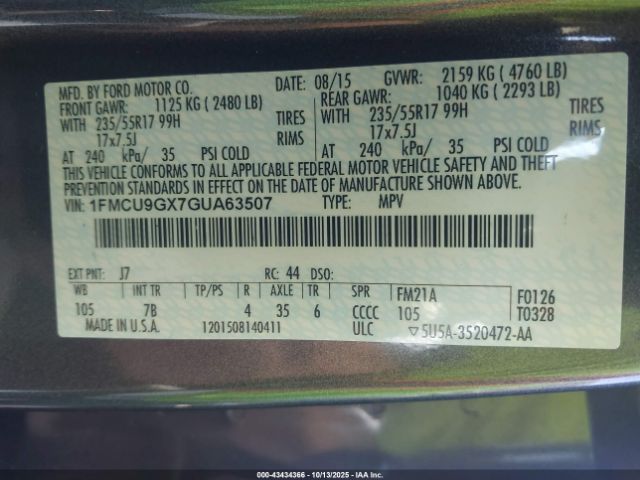 MFD. BY FORD MOTOR CO. DATE: 08/15 GVWR: 2159 KG ( 4760 LB)
FRONT GAWR: 1125 KG ( 2480 LB) REAR GAWR: 1040 KG ( 2293 LB)
WITH 235/55R17 99H TIRES WITH 235/55R17 99H TIRES
17x7.5J RIMS 17x7.5J RIMS
AT 240 kPa/ 35 PSI COLD AT 240 kPa/ 35 PSI COLD
THIS VEHICLE CONFORMS TO ALL APPLICABLE FEDERAL MOTOR VEHICLE SAFETY AND THEFT
PREVENTION STANDARDS IN EFFECT ON THE DATE OF MANUFACTURE SHOWN ABOVE.
VIN: 1FMCU9GX7GUA63507 TYPE: MPV
EXT PNT: J7 RC: 44 DSO:
WB INT TR TP/PS R AXLE TR SPR FM21A F0126
105 7B 4 35 6 CCCC 105 T0328
MADE IN U.S.A. 1201508140411 ULC ▽5U5A-3520472-AA
000-43434366 - 10/13/2025 - IAA Inc.